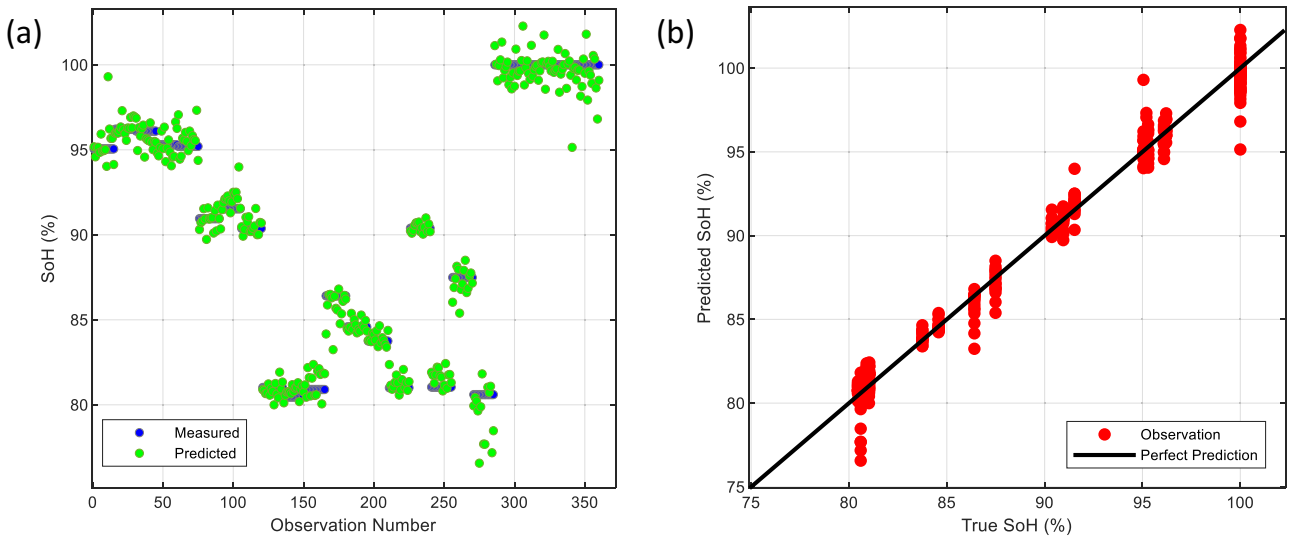 (a)
100
95
90
85
80
SoH (%)
0 50 100 150 200 250 300 350
Observation Number
Measured
Predicted
(b)
100
95
90
85
80
75
Predicted SoH (%)
75 80 85 90 95 100
True SoH (%)
Observation
Perfect Prediction